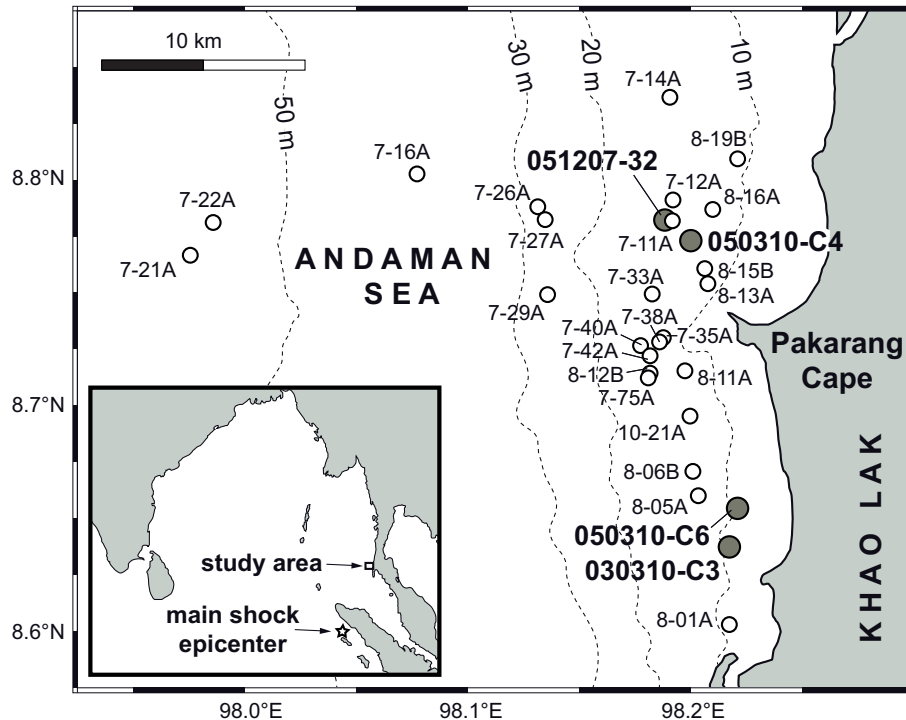 10 km
50 m
30 m
20 m
10 m
7-14A
8-19B
7-16A
051207-32
7-12A
8.8°N
7-26A
8-16A
7-22A
7-27A
7-11A
050310-C4
7-21A
ANDAMAN
SEA
8-15B
7-33A
8-13A
7-29A
7-38A
7-40A
7-35A
7-42A
Pakarang
Cape
8-12B
8-11A
7-75A
8.7°N
10-21A
8-06B
8-05A
050310-C6
030310-C3
KHAO LAK
study area
main shock
epicenter
8-01A
8.6°N
98.0°E
98.1°E
98.2°E